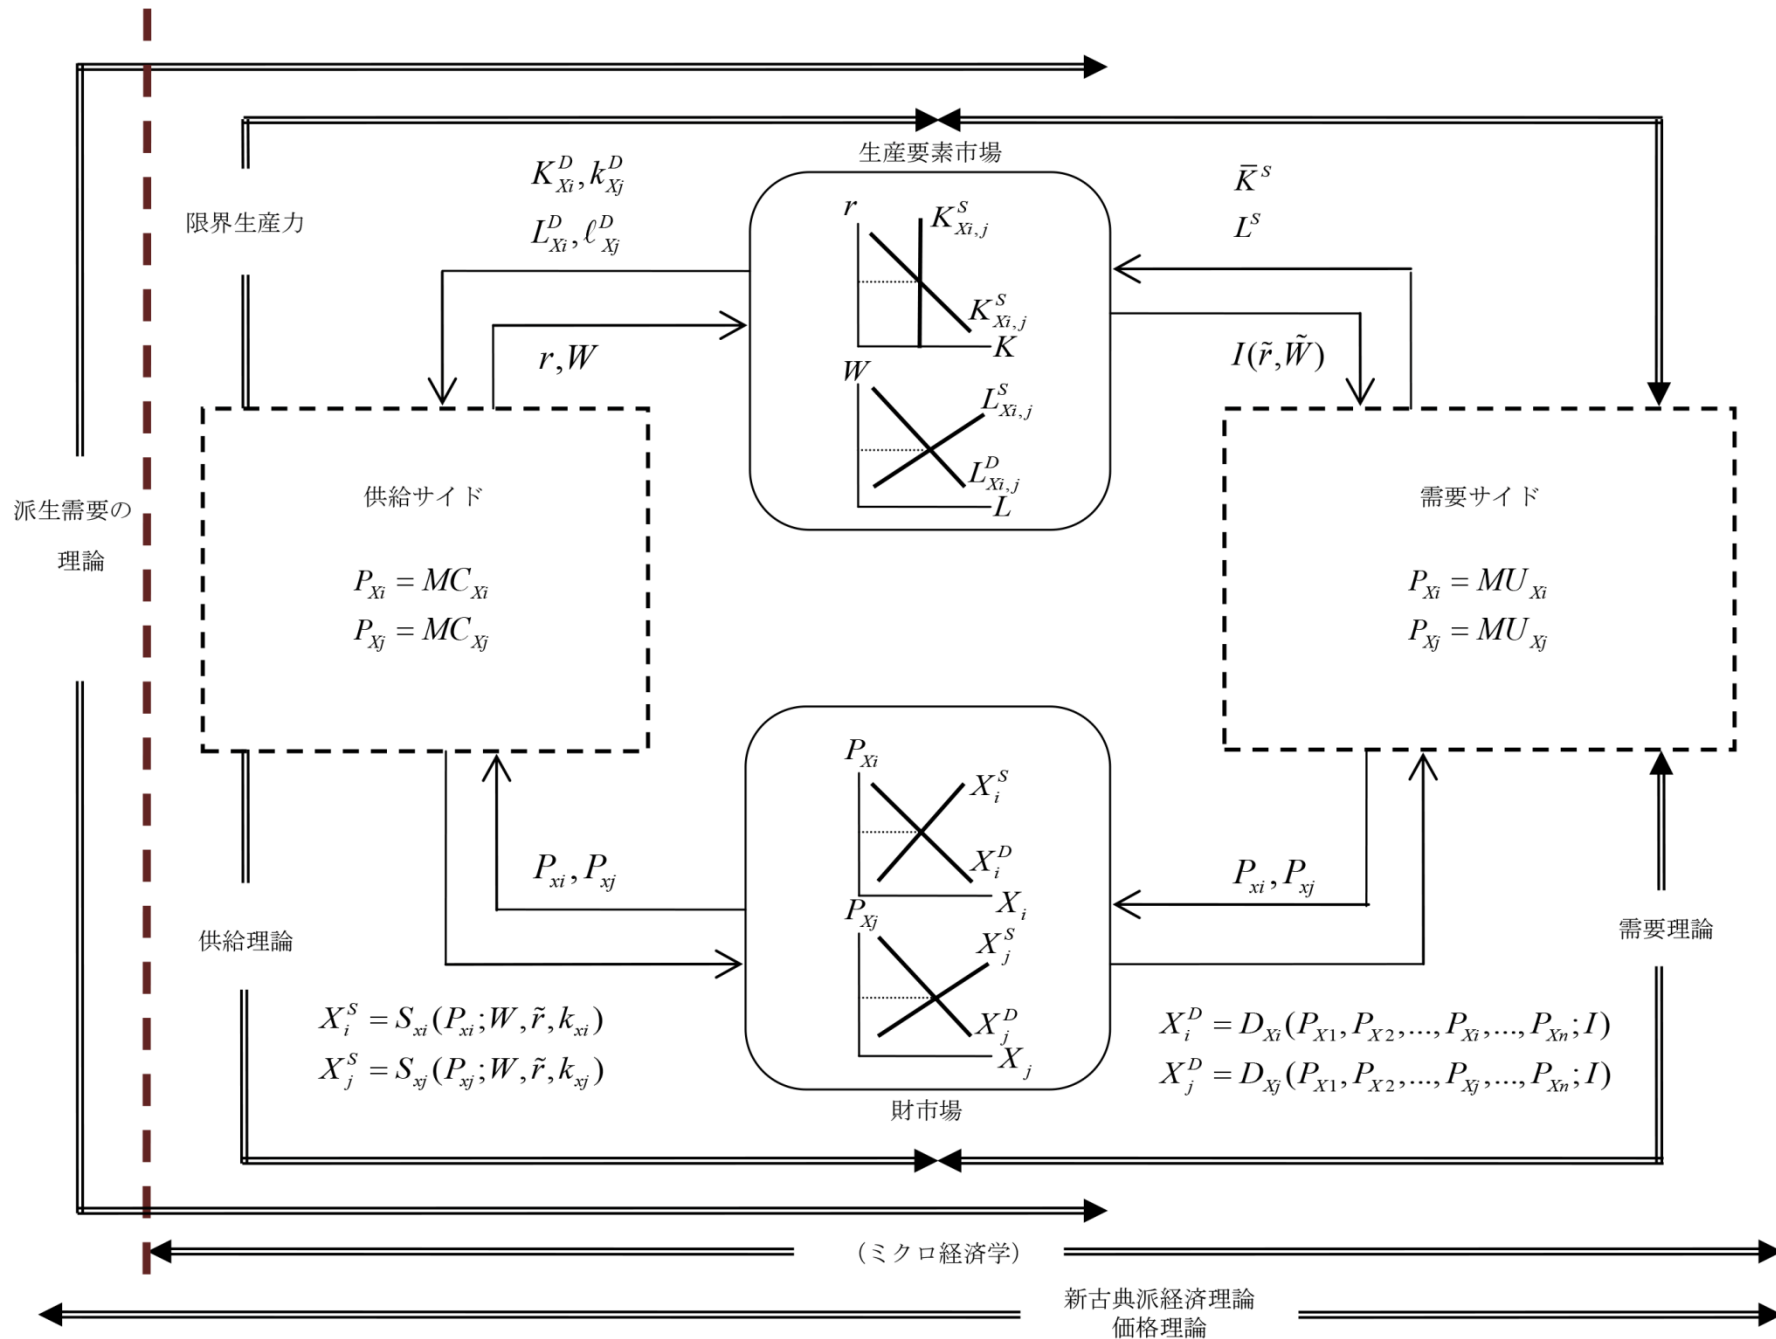 生産要素市場
K^D_{Xi}, k^D_{Xj}
L^D_{Xi}, ℓ^D_{Xj}
限界生産力
r
K^S_{Xi,j}
K^S_{Xi,j}
K
W
L^S_{Xi,j}
L^D_{Xi,j}
L
K̄^S
L^S
r, W
I(r̃, W̃)
派生需要の
理論
供給サイド
P_{Xi} = MC_{Xi}
P_{Xj} = MC_{Xj}
需要サイド
P_{Xi} = MU_{Xi}
P_{Xj} = MU_{Xj}
P_{Xi}
X^S_i
X^D_i
X_i
P_{Xj}
X^S_j
X^D_j
X_j
P_{xi}, P_{xj}
P_{xi}, P_{xj}
供給理論
需要理論
X^S_i = S_{xi}(P_{xi}; W, r̃, k_{xi})
X^S_j = S_{xj}(P_{xj}; W, r̃, k_{xj})
X^D_i = D_{Xi}(P_{X1}, P_{X2}, ..., P_{Xi}, ..., P_{Xn}; I)
X^D_j = D_{Xj}(P_{X1}, P_{X2}, ..., P_{Xj}, ..., P_{Xn}; I)
財市場
（ミクロ経済学）
新古典派経済理論
価格理論